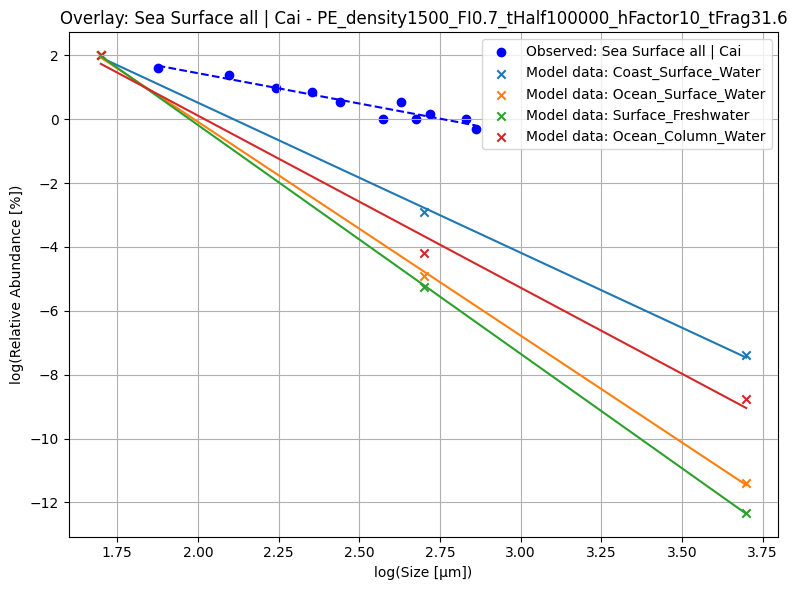 Overlay: Sea Surface all | Cai - PE_density1500_FI0.7_tHalf100000_hFactor10_tFrag31.6
Observed: Sea Surface all | Cai
Model data: Coast_Surface_Water
Model data: Ocean_Surface_Water
Model data: Surface_Freshwater
Model data: Ocean_Column_Water
log(Relative Abundance [%])
2
0
−2
−4
−6
−8
−10
−12
1.75 2.00 2.25 2.50 2.75 3.00 3.25 3.50 3.75
log(Size [µm])